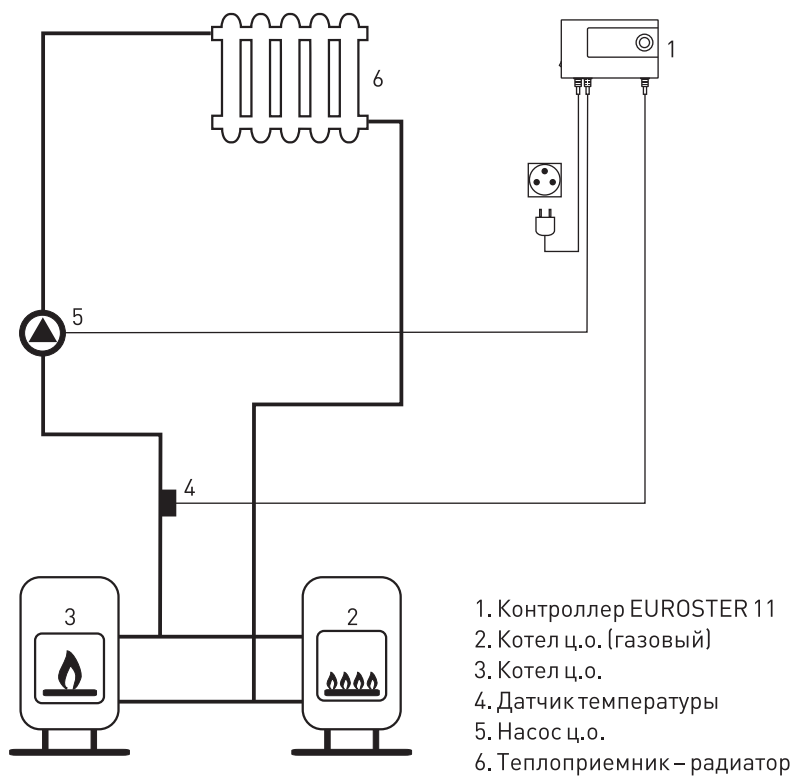 6
1
5
4
3
2
1. Контроллер EUROSTER 11
2. Котел ц.о. (газовый)
3. Котел ц.о.
4. Датчик температуры
5. Насос ц.о.
6. Теплоприемник – радиатор